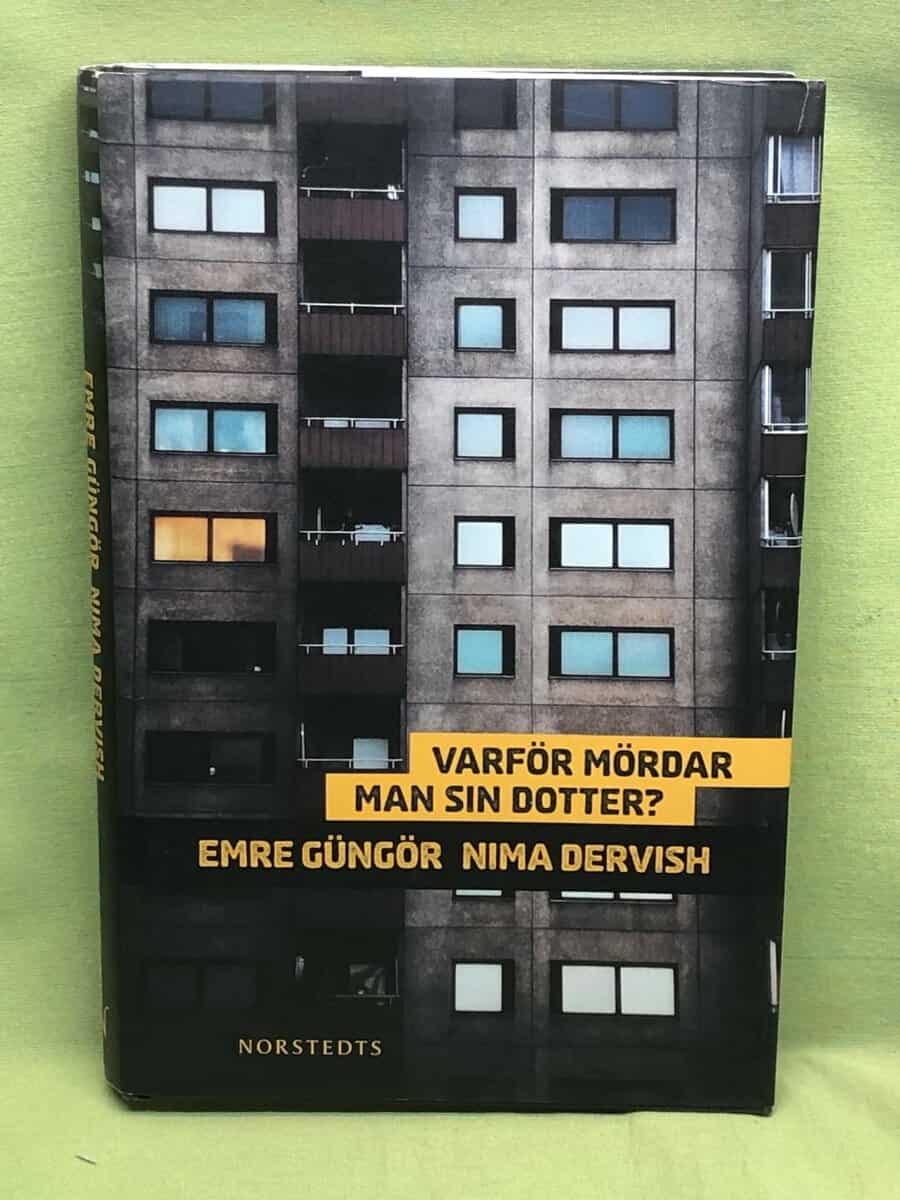 EMRE GÜNGÖR NIMA DERVISH
VARFÖR MÖRDAR
MAN SIN DOTTER?
EMRE GÜNGÖR NIMA DERVISH
NORSTEDTS